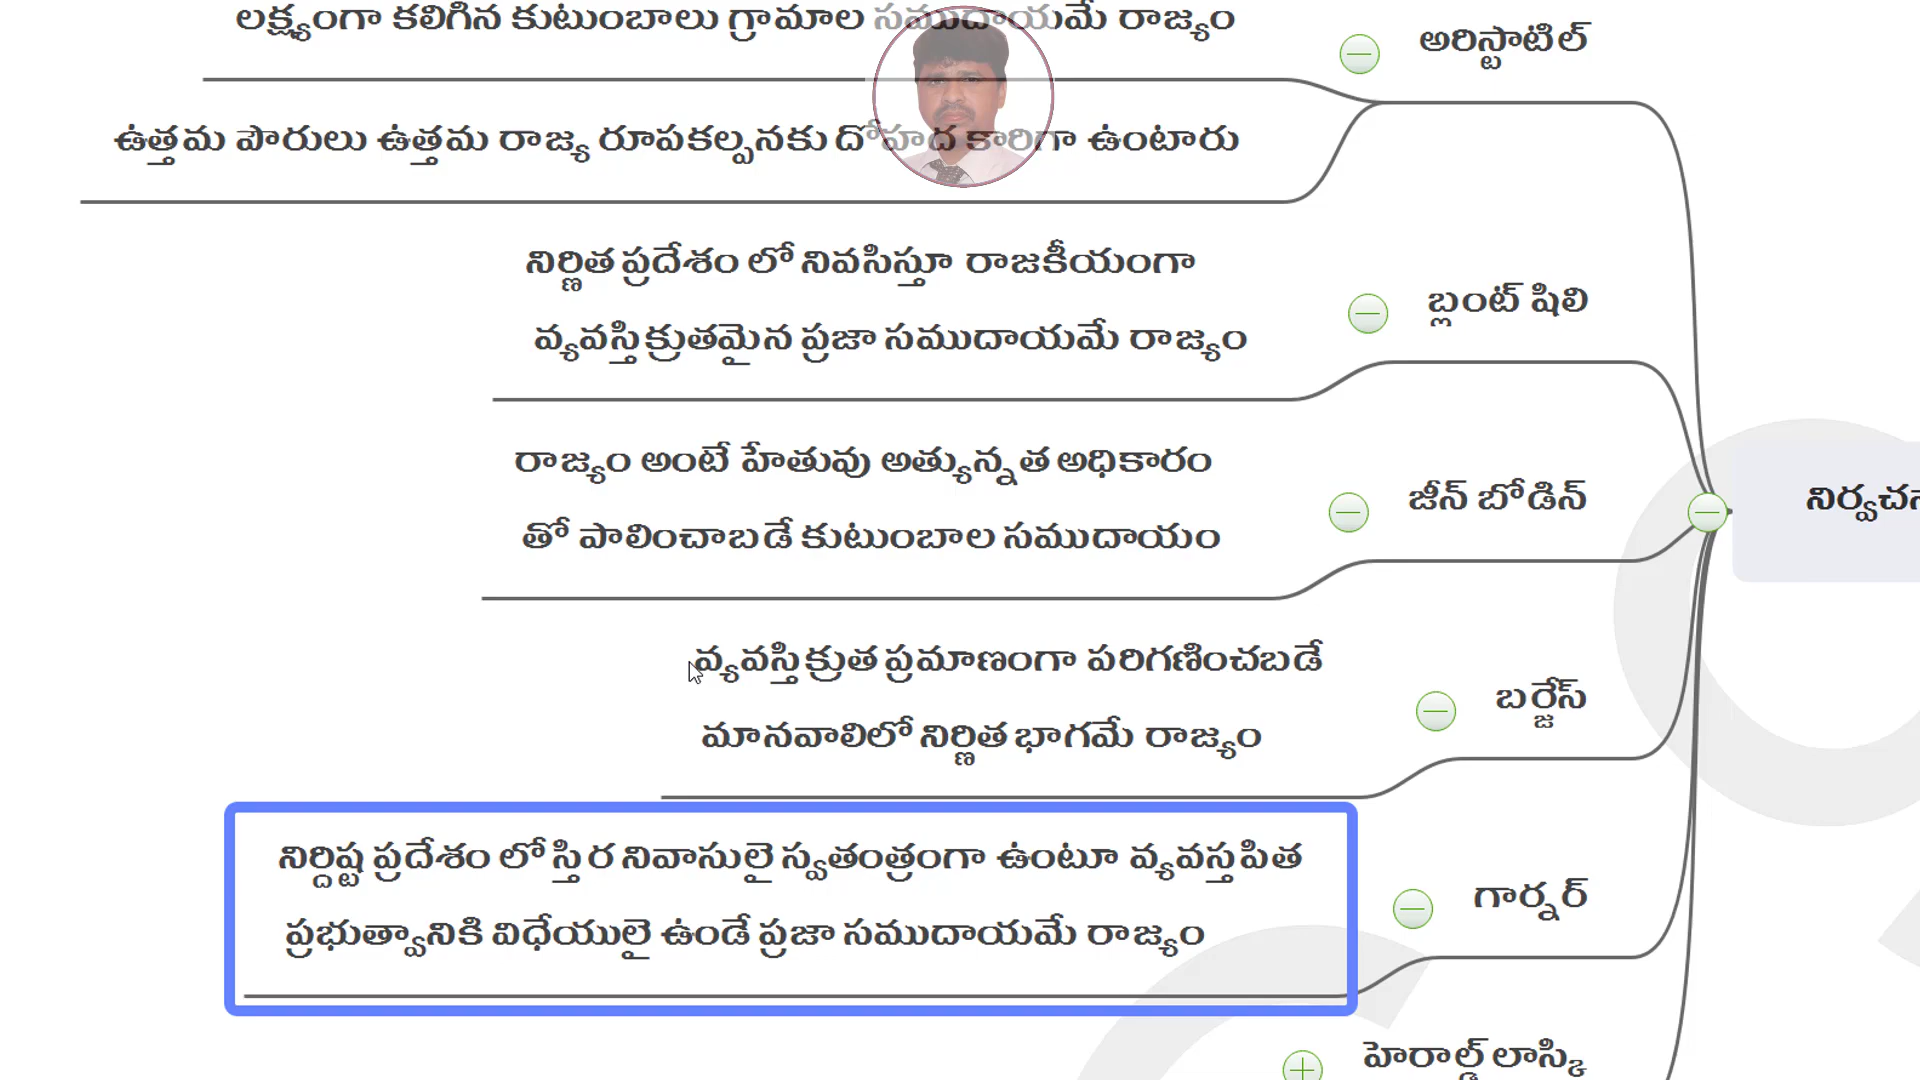 లక్ష్యంగా కలిగిన కుటుంబాలు గ్రామాల సముదాయమే రాజ్యం
అరిస్టాటిల్
ఉత్తమ పౌరులు ఉత్తమ రాజ్య రూపకల్పనకు దోహద కారిగా ఉంటారు
నిర్ణిత ప్రదేశం లో నివసిస్తూ రాజకీయంగా
వ్యవస్తిక్రుతమైన ప్రజా సముదాయమే రాజ్యం
బ్లంట్ షిలి
రాజ్యం అంటే హేతువు అత్యున్నత అధికారం
తో పాలించాబడే కుటుంబాల సముదాయం
జీన్ బోడిన్
వ్యవస్తిక్రుత ప్రమాణంగా పరిగణించబడే
మానవాలిలో నిర్ణిత భాగమే రాజ్యం
బర్జేస్
నిర్దిష్ట ప్రదేశం లో స్తిర నివాసులై స్వతంత్రంగా ఉంటూ వ్యవస్తపిత
ప్రభుత్వానికి విధేయులై ఉండే ప్రజా సముదాయమే రాజ్యం
గార్నర్
హెరాల్డ్ లాస్కి